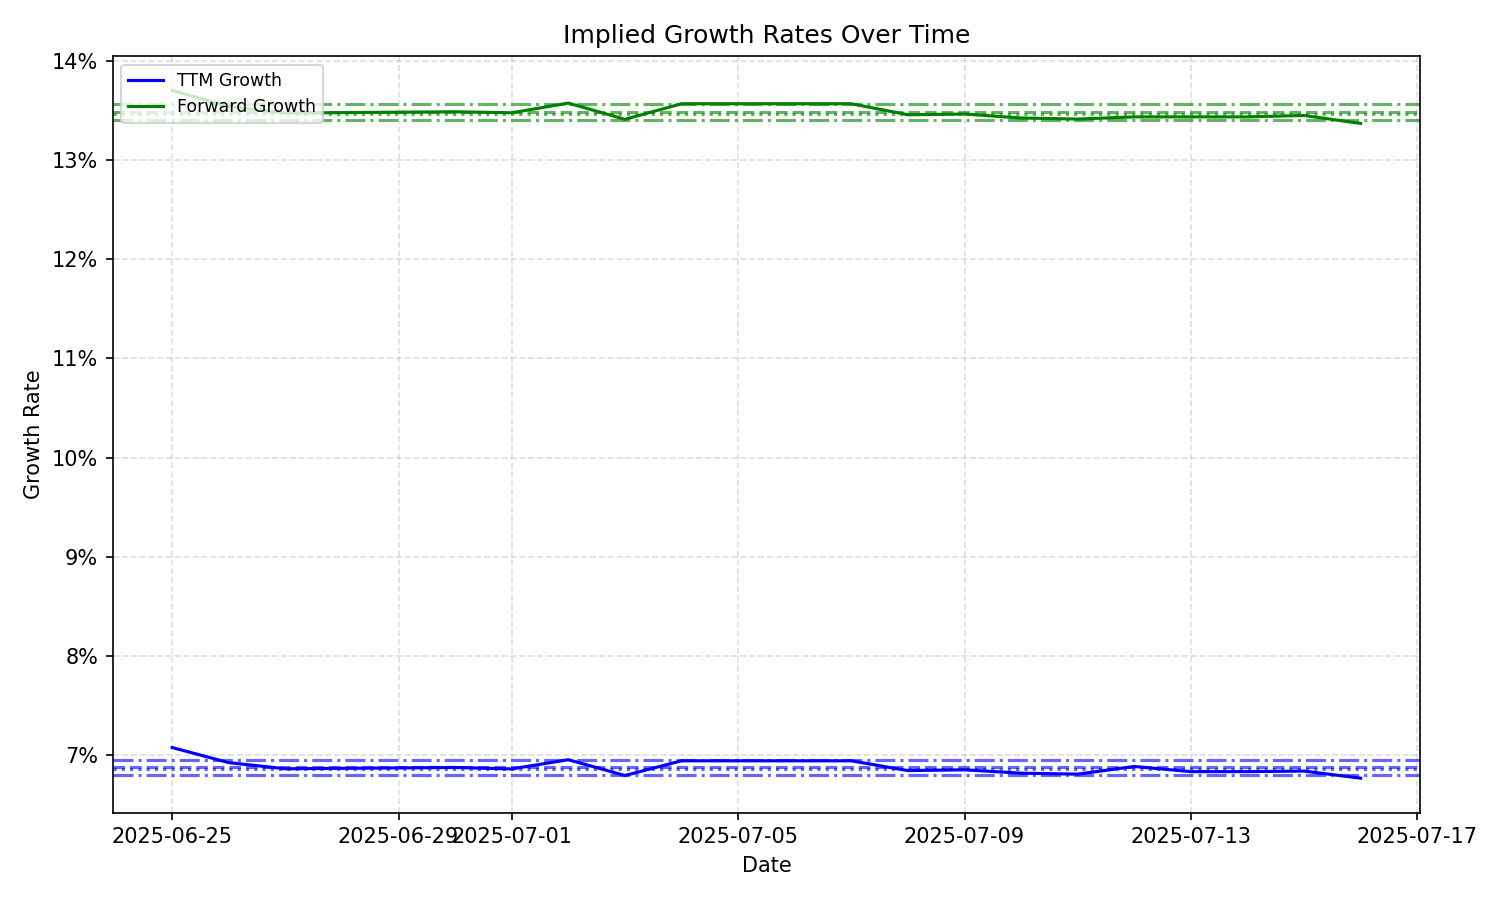 Implied Growth Rates Over Time
14%
13%
12%
11%
10%
9%
8%
7%
Growth Rate
TTM Growth
Forward Growth
2025-06-25 2025-06-29 2025-07-01 2025-07-05 2025-07-09 2025-07-13 2025-07-17
Date